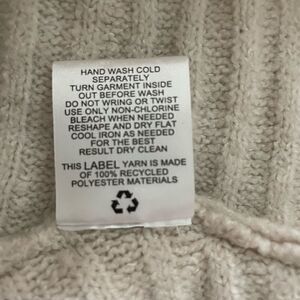 HAND WASH COLD
SEPARATELY
TURN GARMENT INSIDE
OUT BEFORE WASH
DO NOT WRING OR TWIST
USE ONLY NON-CHLORINE
BLEACH WHEN NEEDED
RESHAPE AND DRY FLAT
COOL IRON AS NEEDED
FOR THE BEST
RESULT DRY CLEAN
THIS LABEL YARN IS MADE
OF 100% RECYCLED
POLYESTER MATERIALS